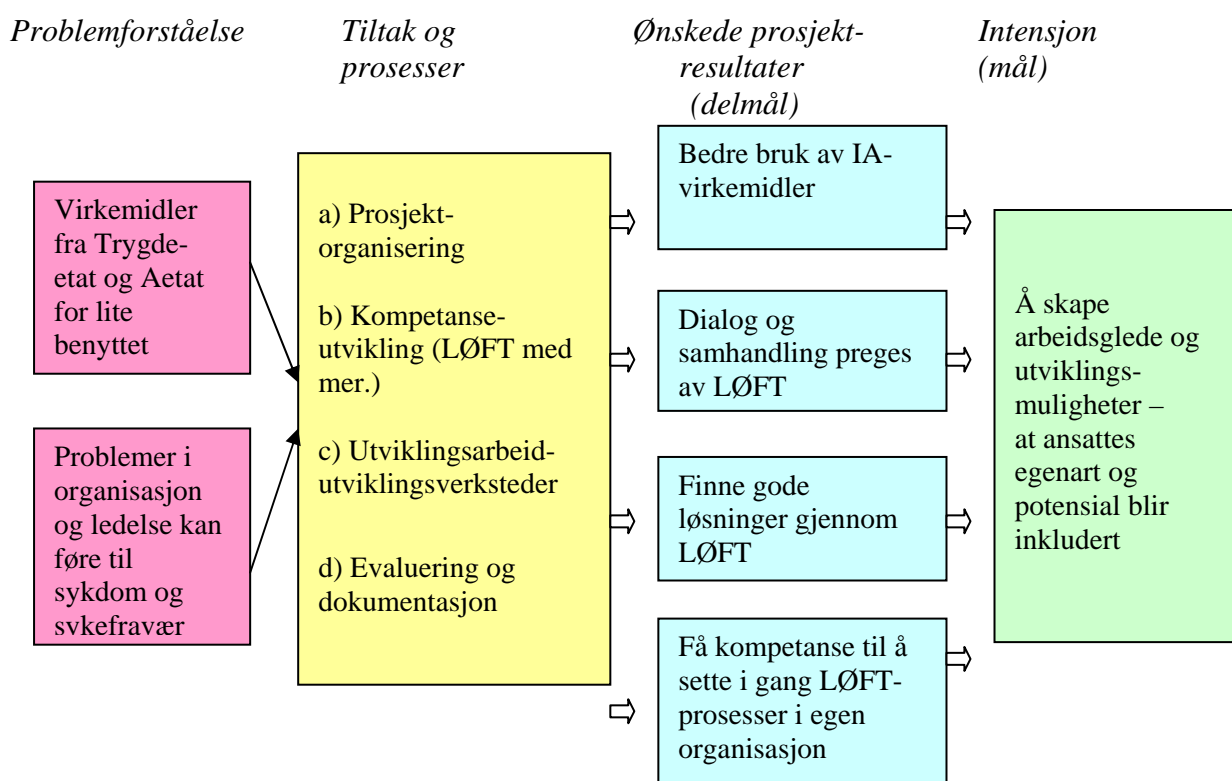 Problemforståelse
Tiltak og
prosesser
Ønskede prosjekt-
resultater
(delmål)
Intensjon
(mål)
Virkemidler
fra Trygde-
etat og Aetat
for lite
benyttet
Problemer i
organisasjon
og ledelse kan
føre til
sykdom og
sykefravær
a) Prosjekt-
organisering
b) Kompetanse-
utvikling (LØFT med
mer.)
c) Utviklingsarbeid-
utviklingsverksteder
d) Evaluering og
dokumentasjon
Bedre bruk av IA-
virkemidler
Dialog og
samhandling preges
av LØFT
Finne gode
løsninger gjennom
LØFT
Få kompetanse til å
sette i gang LØFT-
prosesser i egen
organisasjon
Å skape
arbeidsglede og
utviklings-
muligheter –
at ansattes
egenart og
potensial blir
inkludert